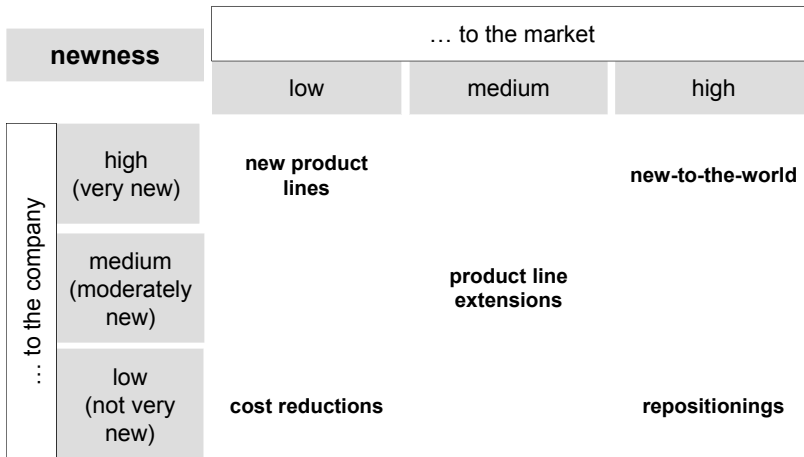 newness
… to the market
low
medium
high
… to the company
high
(very new)
new product
lines
new-to-the-world
medium
(moderately
new)
product line
extensions
low
(not very
new)
cost reductions
repositionings